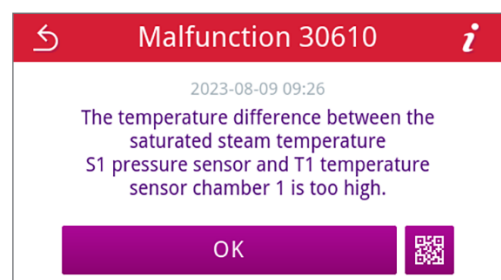 Malfunction 30610
i
2023-08-09 09:26
The temperature difference between the
saturated steam temperature
S1 pressure sensor and T1 temperature
sensor chamber 1 is too high.
OK